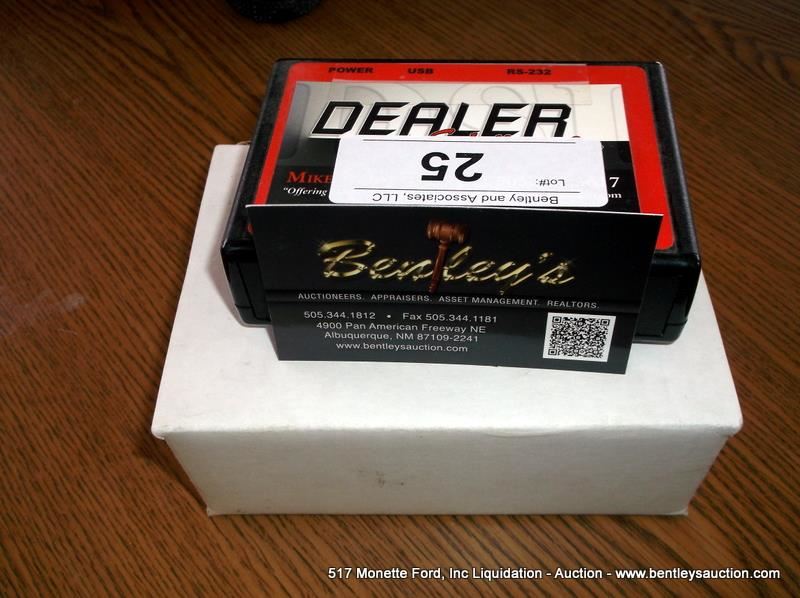 POWER USB RS-232
DEALER
MIKE 7
"Offering om
25
Lot#:
Bentley and Associates, LLC
Bentley's
AUCTIONEERS. APPRAISERS. ASSET MANAGEMENT. REALTORS.
505.344.1812 • Fax 505.344.1181
4900 Pan American Freeway NE
Albuquerque, NM 87109-2241
www.bentleysauction.com
517 Monette Ford, Inc Liquidation - Auction - www.bentleysauction.com